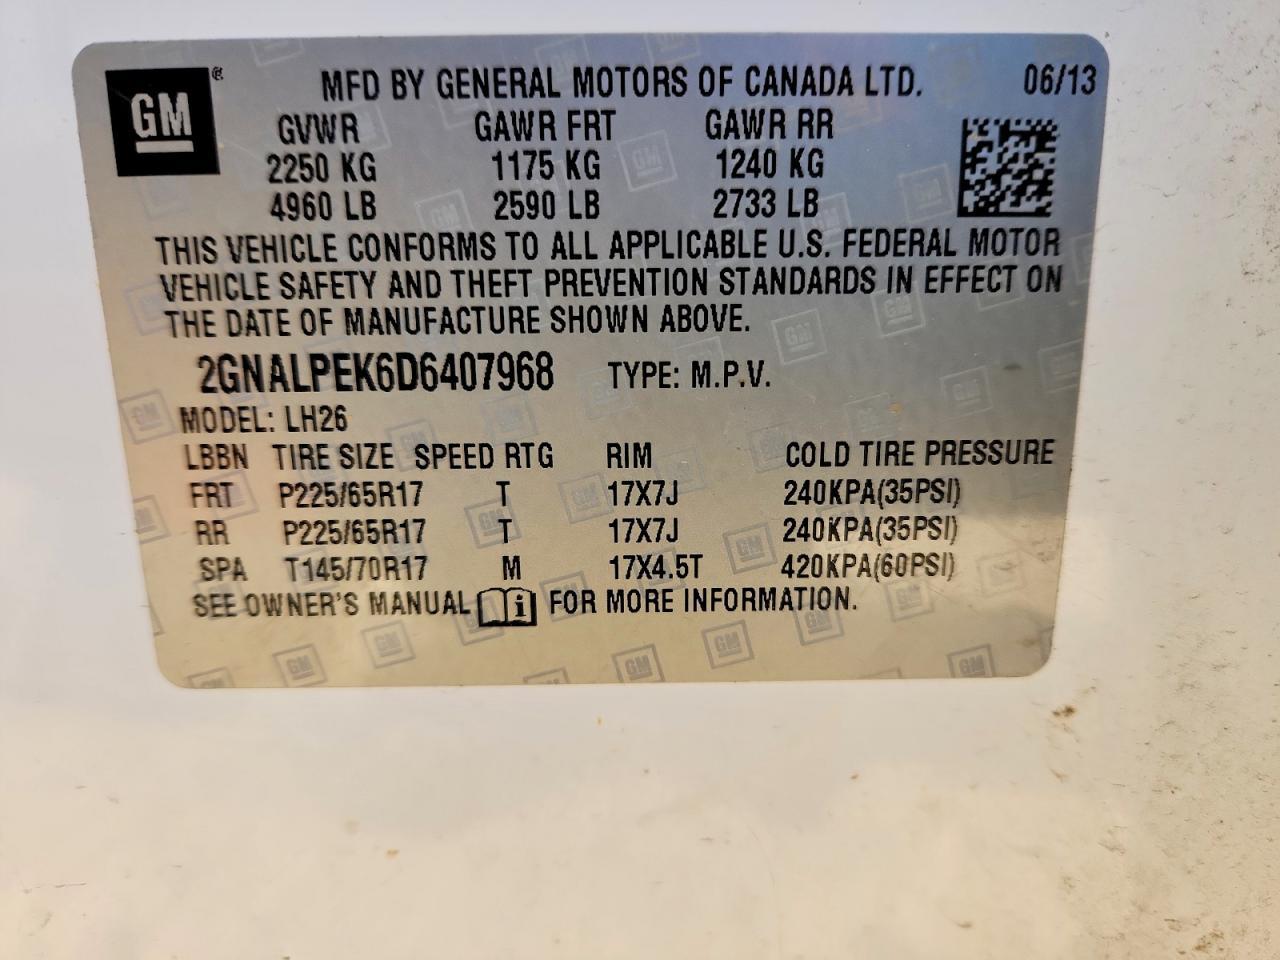 GM ® MFD BY GENERAL MOTORS OF CANADA LTD. 06/13
GVWR GAWR FRT GAWR RR
2250 KG 1175 KG 1240 KG
4960 LB 2590 LB 2733 LB
THIS VEHICLE CONFORMS TO ALL APPLICABLE U.S. FEDERAL MOTOR
VEHICLE SAFETY AND THEFT PREVENTION STANDARDS IN EFFECT ON
THE DATE OF MANUFACTURE SHOWN ABOVE.
2GNALPEK6D6407968 TYPE: M.P.V.
MODEL: LH26
LBBN TIRE SIZE SPEED RTG RIM COLD TIRE PRESSURE
FRT P225/65R17 T 17X7J 240KPA(35PSI)
RR P225/65R17 T 17X7J 240KPA(35PSI)
SPA T145/70R17 M 17X4.5T 420KPA(60PSI)
SEE OWNER'S MANUAL i FOR MORE INFORMATION.